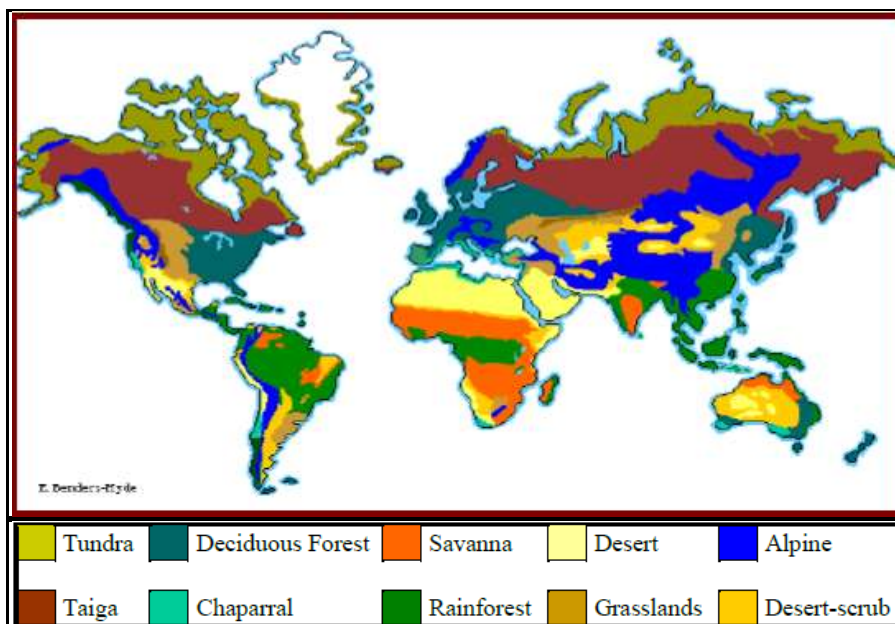 E. Benders-Hyde
Tundra Deciduous Forest Savanna Desert Alpine
Taiga Chaparral Rainforest Grasslands Desert-scrub